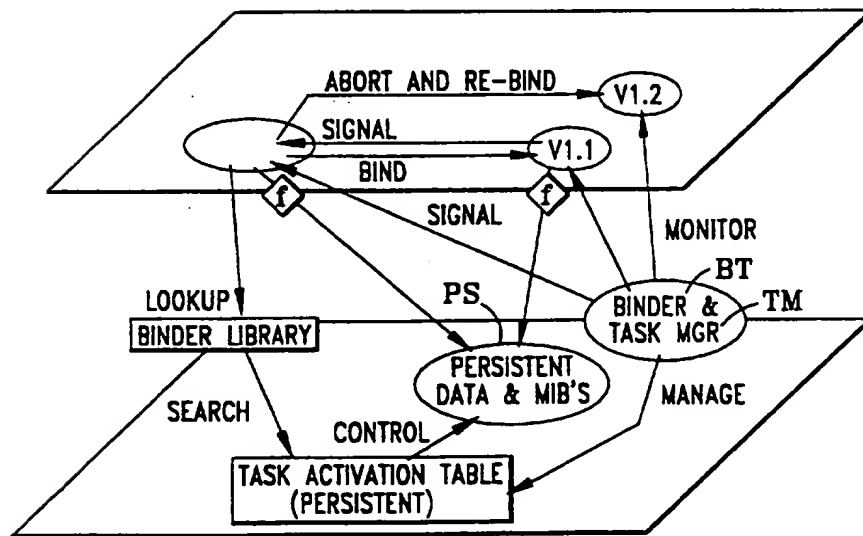 ABORT AND RE-BIND
V1.2
SIGNAL
V1.1
BIND
f
f
SIGNAL
MONITOR
BT
LOOKUP
PS
BINDER &
TM
BINDER LIBRARY
TASK MGR
PERSISTENT
DATA & MIB'S
SEARCH
MANAGE
CONTROL
TASK ACTIVATION TABLE
(PERSISTENT)